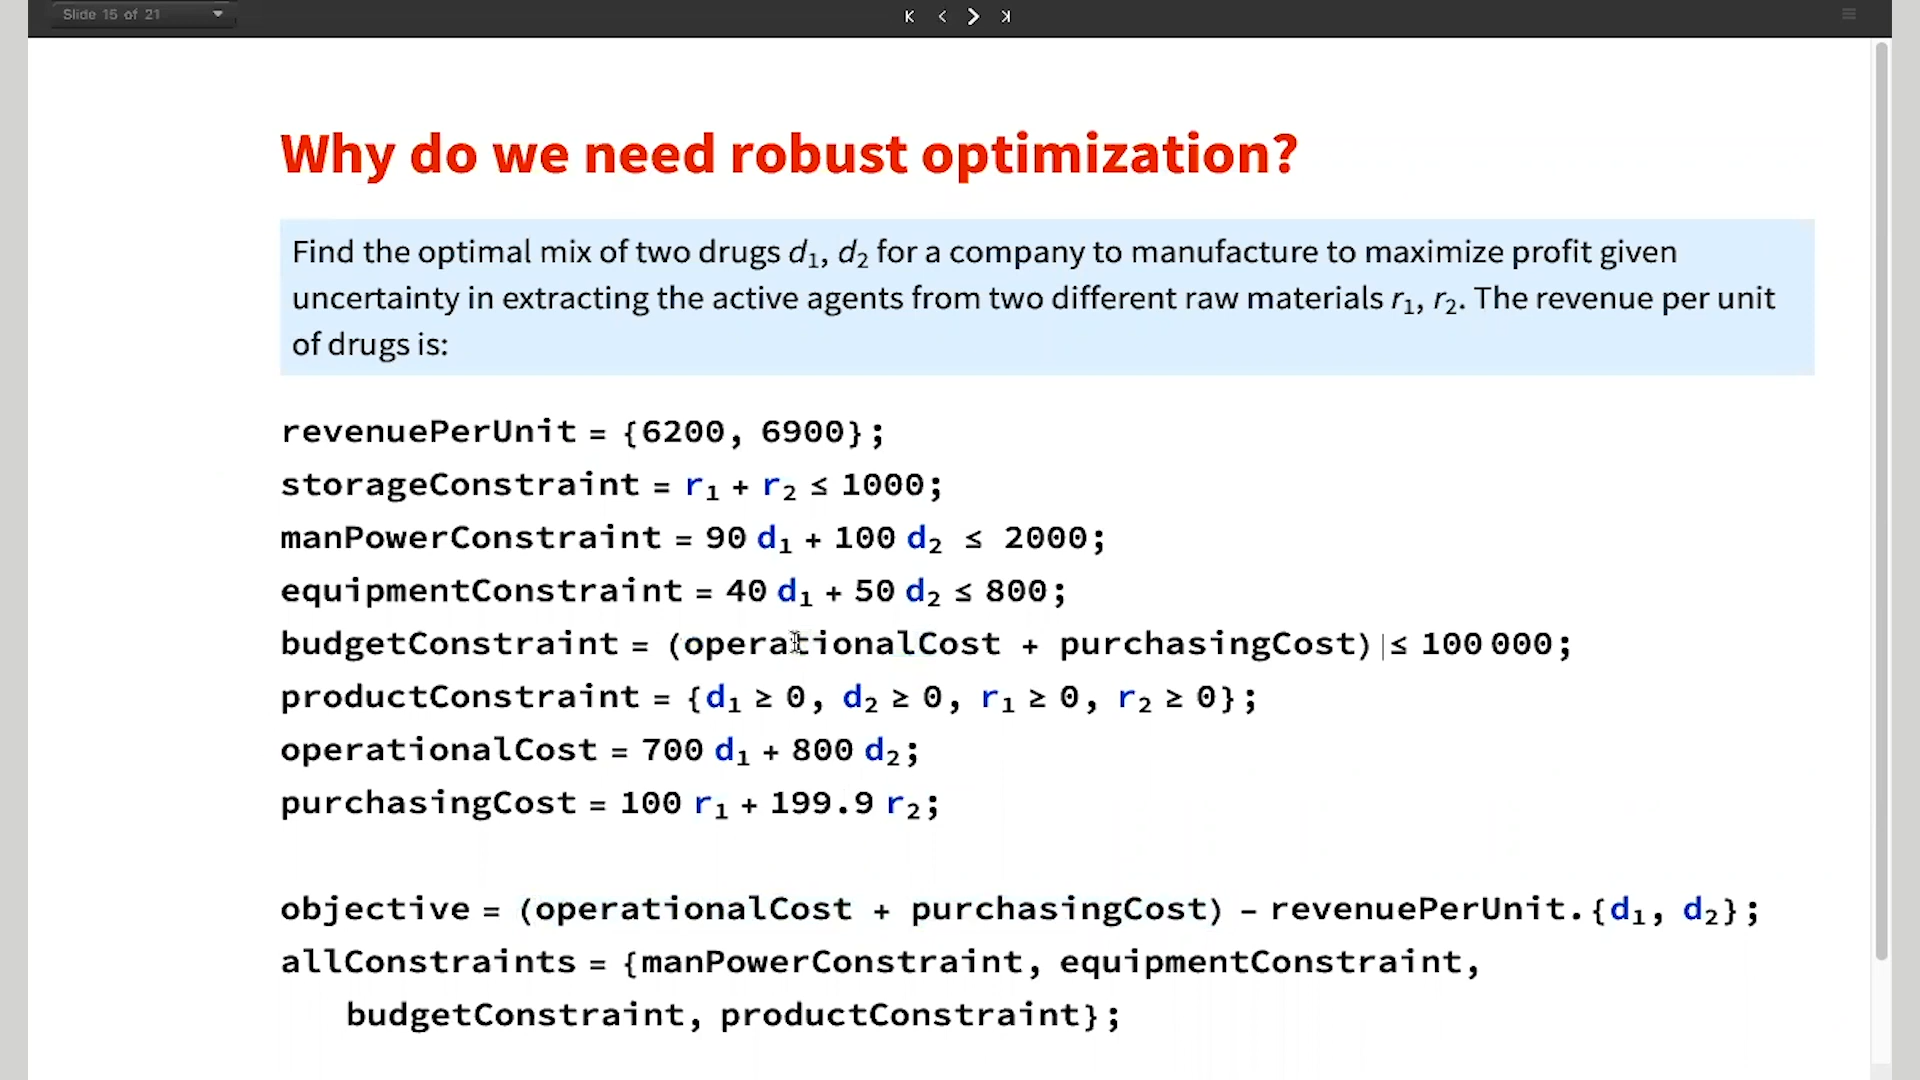 Slide 15 of 21
Why do we need robust optimization?
Find the optimal mix of two drugs d₁, d₂ for a company to manufacture to maximize profit given
uncertainty in extracting the active agents from two different raw materials r₁, r₂. The revenue per unit
of drugs is:
revenuePerUnit = {6200, 6900};
storageConstraint = r₁ + r₂ ≤ 1000;
manPowerConstraint = 90 d₁ + 100 d₂ ≤ 2000;
equipmentConstraint = 40 d₁ + 50 d₂ ≤ 800;
budgetConstraint = (operationalCost + purchasingCost) ≤ 100 000;
productConstraint = {d₁ ≥ 0, d₂ ≥ 0, r₁ ≥ 0, r₂ ≥ 0};
operationalCost = 700 d₁ + 800 d₂;
purchasingCost = 100 r₁ + 199.9 r₂;
objective = (operationalCost + purchasingCost) – revenuePerUnit.{d₁, d₂};
allConstraints = {manPowerConstraint, equipmentConstraint,
budgetConstraint, productConstraint};